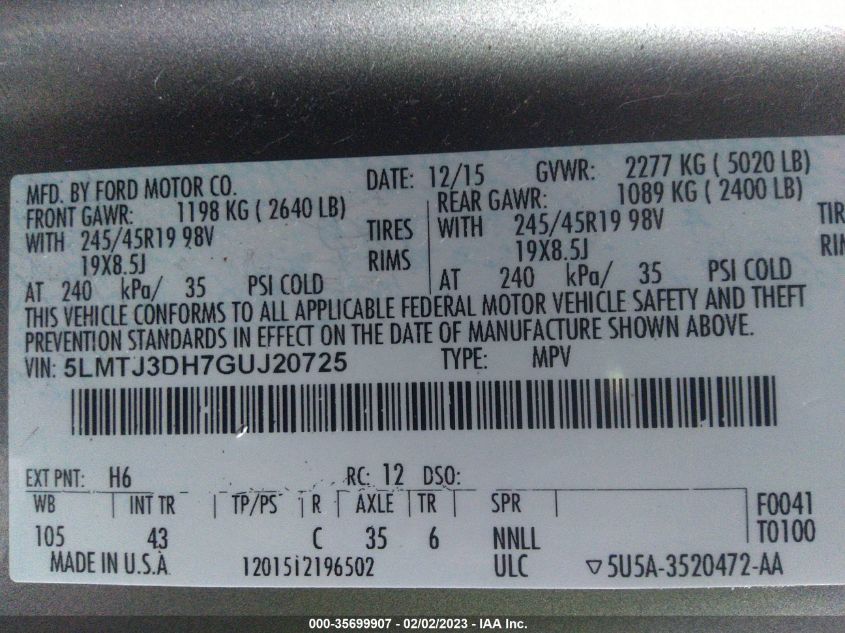 MFD. BY FORD MOTOR CO. DATE: 12/15 GVWR: 2277 KG ( 5020 LB)
FRONT GAWR: 1198 KG ( 2640 LB) REAR GAWR: 1089 KG ( 2400 LB)
WITH 245/45R19 98V TIRES WITH 245/45R19 98V TIR
19X8.5J RIMS 19X8.5J RIM
AT 240 kPa/ 35 PSI COLD AT 240 kPa/ 35 PSI COLD
THIS VEHICLE CONFORMS TO ALL APPLICABLE FEDERAL MOTOR VEHICLE SAFETY AND THEFT
PREVENTION STANDARDS IN EFFECT ON THE DATE OF MANUFACTURE SHOWN ABOVE.
VIN: 5LMTJ3DH7GUJ20725 TYPE: MPV
EXT PNT: H6 RC: 12 DSO:
WB INT TR TP/PS R AXLE TR SPR F0041
105 43 C 35 6 NNLL T0100
MADE IN U.S.A. 12015i2196502 ULC ▽5U5A-3520472-AA
000-35699907 - 02/02/2023 - IAA Inc.